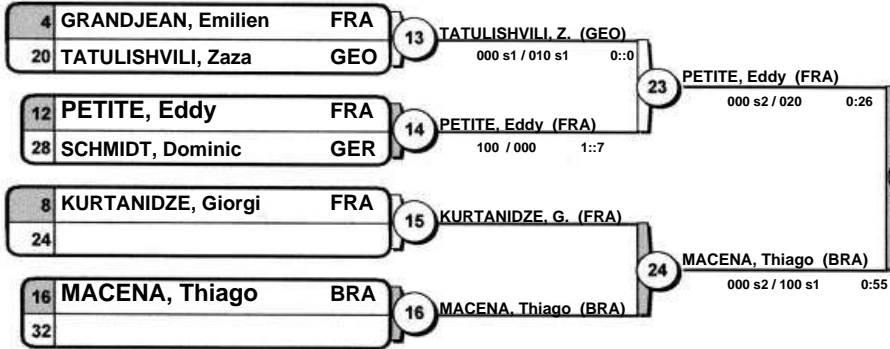 4 GRANDJEAN, Emilien FRA
20 TATULISHVILI, Zaza GEO
13
TATULISHVILI, Z. (GEO)
000 s1 / 010 s1 0::0
12 PETITE, Eddy FRA
28 SCHMIDT, Dominic GER
14
PETITE, Eddy (FRA)
100 / 000 1::7
23
PETITE, Eddy (FRA)
000 s2 / 020 0:26
8 KURTANIDZE, Giorgi FRA
24
15
KURTANIDZE, G. (FRA)
16 MACENA, Thiago BRA
32
16
MACENA, Thiago (BRA)
24
MACENA, Thiago (BRA)
000 s2 / 100 s1 0:55